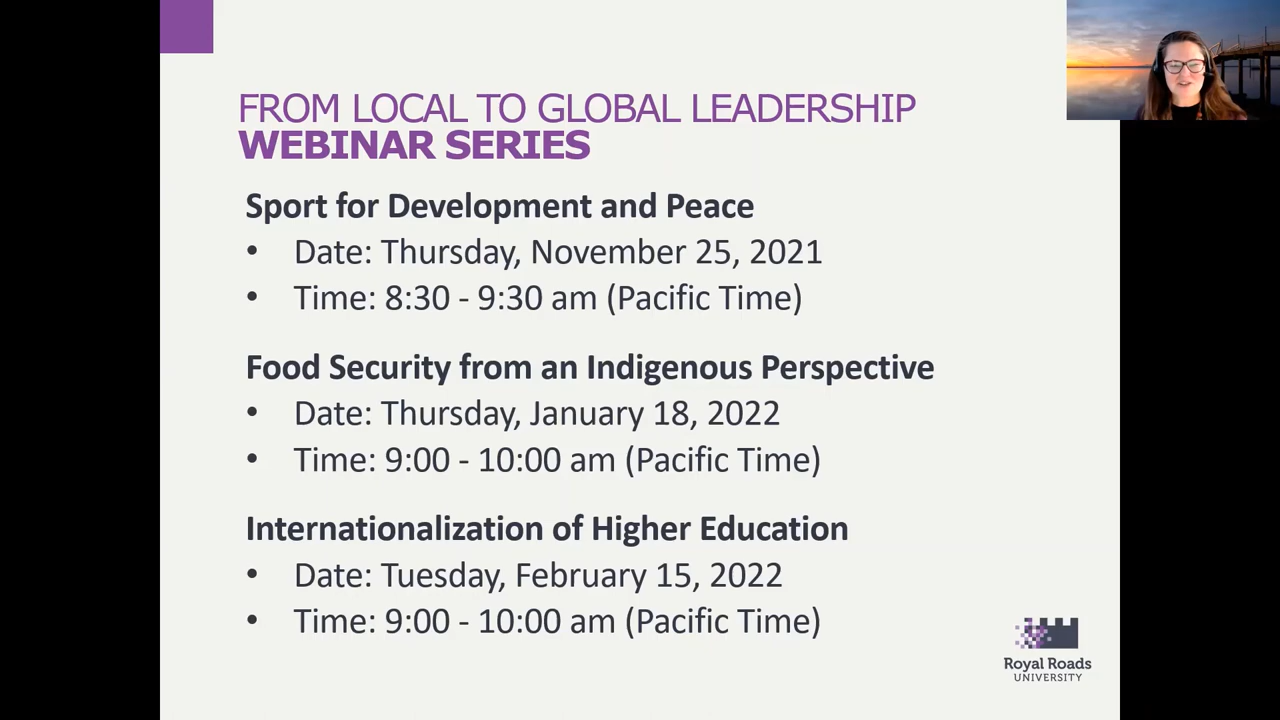 FROM LOCAL TO GLOBAL LEADERSHIP
WEBINAR SERIES
Sport for Development and Peace
• Date: Thursday, November 25, 2021
• Time: 8:30 - 9:30 am (Pacific Time)
Food Security from an Indigenous Perspective
• Date: Thursday, January 18, 2022
• Time: 9:00 - 10:00 am (Pacific Time)
Internationalization of Higher Education
• Date: Tuesday, February 15, 2022
• Time: 9:00 - 10:00 am (Pacific Time)
Royal Roads
UNIVERSITY